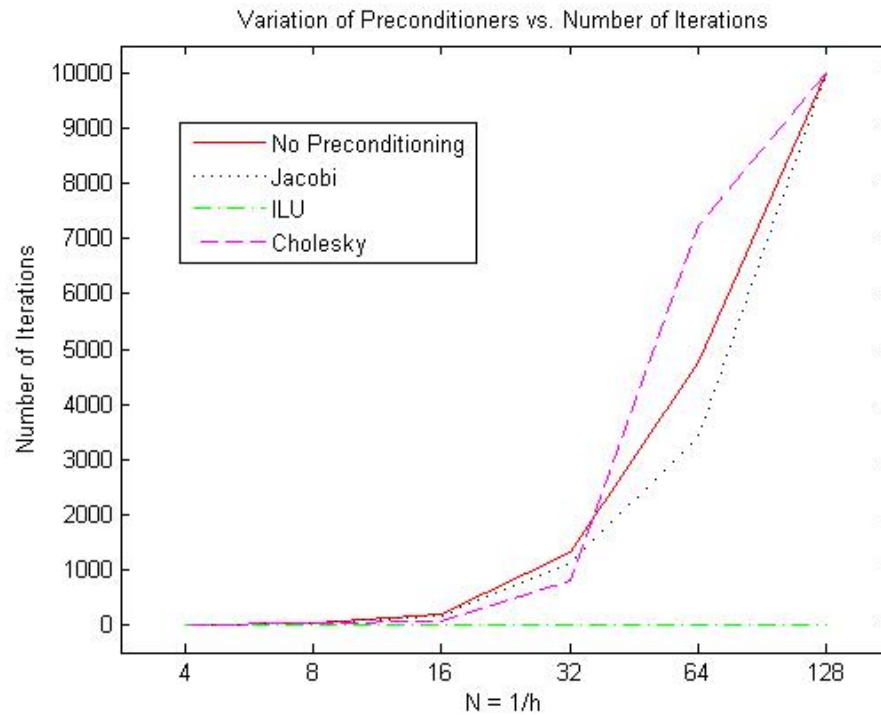 Variation of Preconditioners vs. Number of Iterations
No Preconditioning
Jacobi
ILU
Cholesky
10000
9000
8000
7000
6000
5000
4000
3000
2000
1000
0
Number of Iterations
4 8 16 32 64 128
N = 1/h